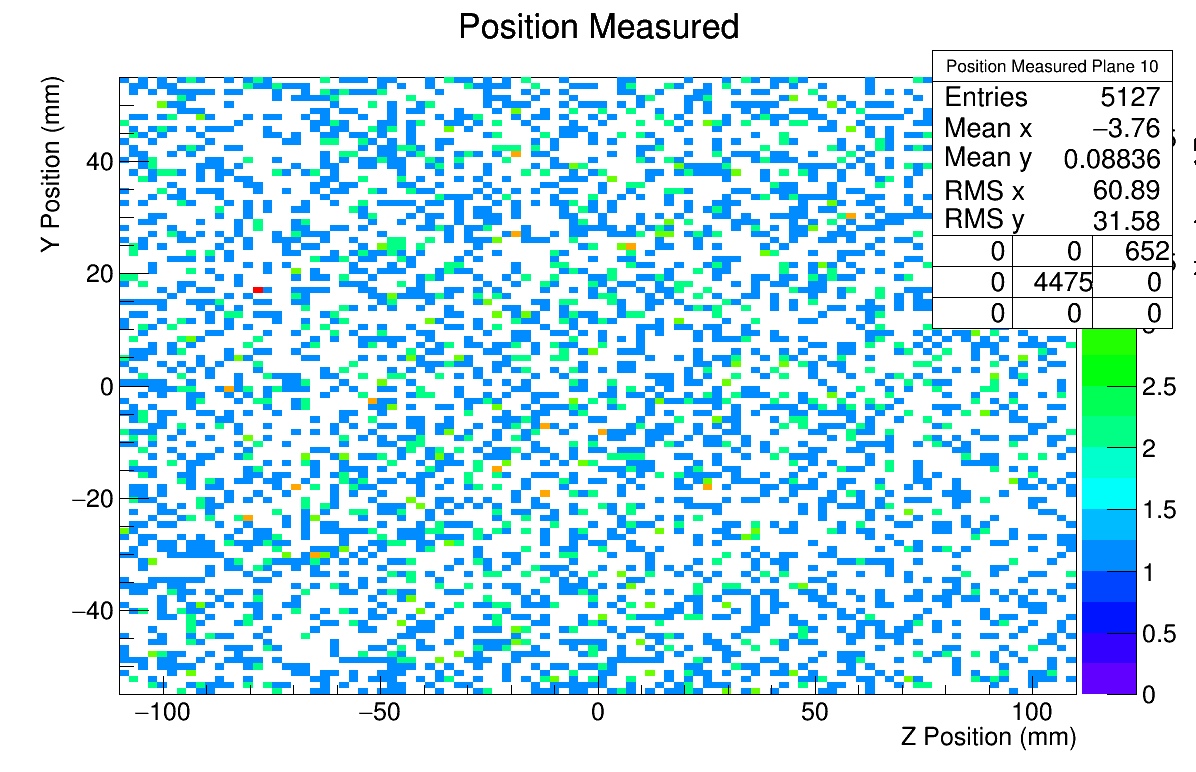 Position Measured
Y Position (mm)
40
20
0
−20
−40
−100 −50 0 50 100
Z Position (mm)
Position Measured Plane 10
Entries 5127
Mean x −3.76
Mean y 0.08836
RMS x 60.89
RMS y 31.58
0 0 652
0 4475 0
0 0 0
2.5
2
1.5
1
0.5
0